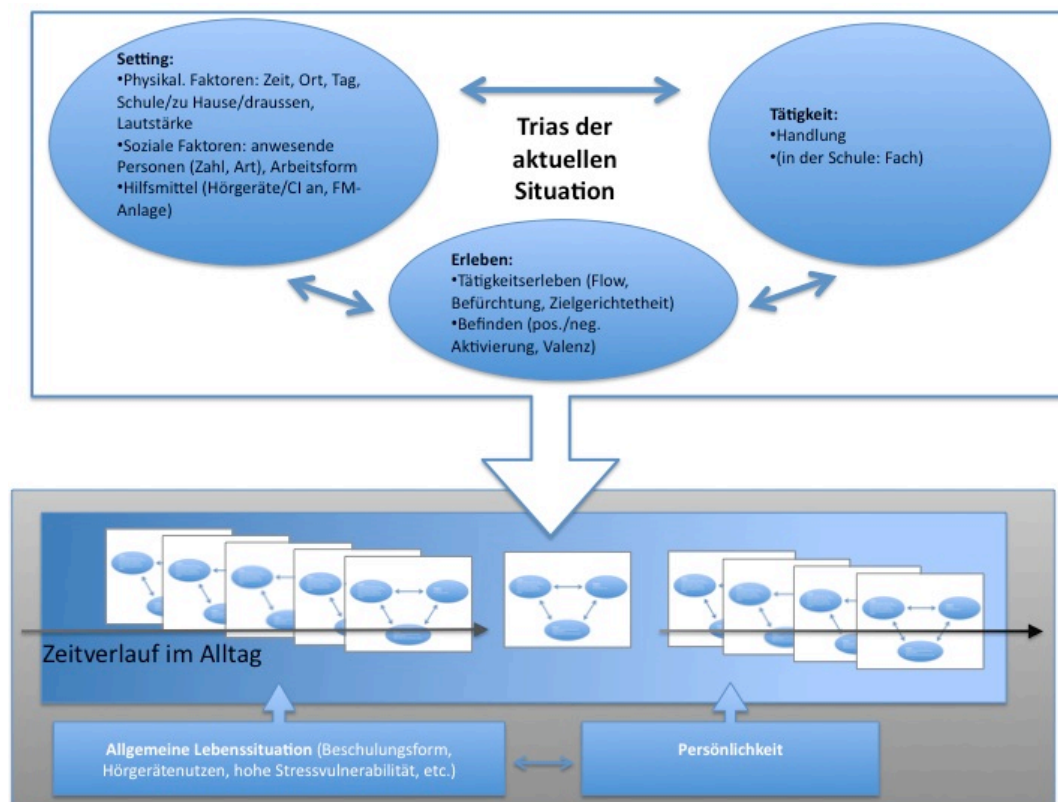 Setting:
•Physikal. Faktoren: Zeit, Ort, Tag,
Schule/zu Hause/draussen,
Lautstärke
•Soziale Faktoren: anwesende
Personen (Zahl, Art), Arbeitsform
•Hilfsmittel (Hörgeräte/CI an, FM-
Anlage)
Trias der
aktuellen
Situation
Tätigkeit:
•Handlung
•(in der Schule: Fach)
Erleben:
•Tätigkeitserleben (Flow,
Befürchtung, Zielgerichtetheit)
•Befinden (pos./neg.
Aktivierung, Valenz)
Zeitverlauf im Alltag
Allgemeine Lebenssituation (Beschulungsform,
Hörgerätenutzen, hohe Stressvulnerabilität, etc.)
Persönlichkeit